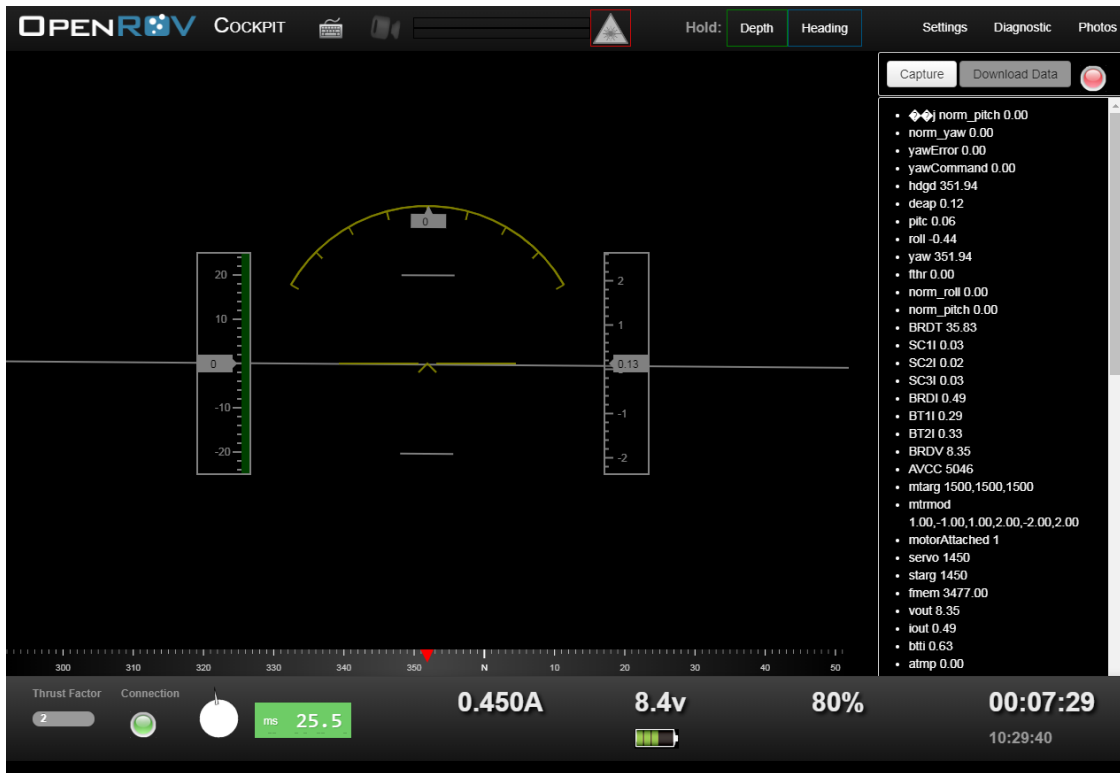 OPENROV COCKPIT Hold: Depth Heading Settings Diagnostic Photos
Capture Download Data
��j norm_pitch 0.00
norm_yaw 0.00
yawError 0.00
yawCommand 0.00
hdgd 351.94
deap 0.12
pitc 0.06
roll -0.44
yaw 351.94
fthr 0.00
norm_roll 0.00
norm_pitch 0.00
BRDT 35.83
SC1I 0.03
SC2I 0.02
SC3I 0.03
BRDI 0.49
BT1I 0.29
BT2I 0.33
BRDV 8.35
AVCC 5046
mtarg 1500,1500,1500
mtrmod
1.00,-1.00,1.00,2.00,-2.00,2.00
motorAttached 1
servo 1450
starg 1450
fmem 3477.00
vout 8.35
iout 0.49
btti 0.63
atmp 0.00
0
20
10
0
-10
-20
2
1
0.13
-1
-2
300 310 320 330 340 350 N 10 20 30 40 50
Thrust Factor Connection
2
ms 25.5
0.450A 8.4v 80% 00:07:29
10:29:40